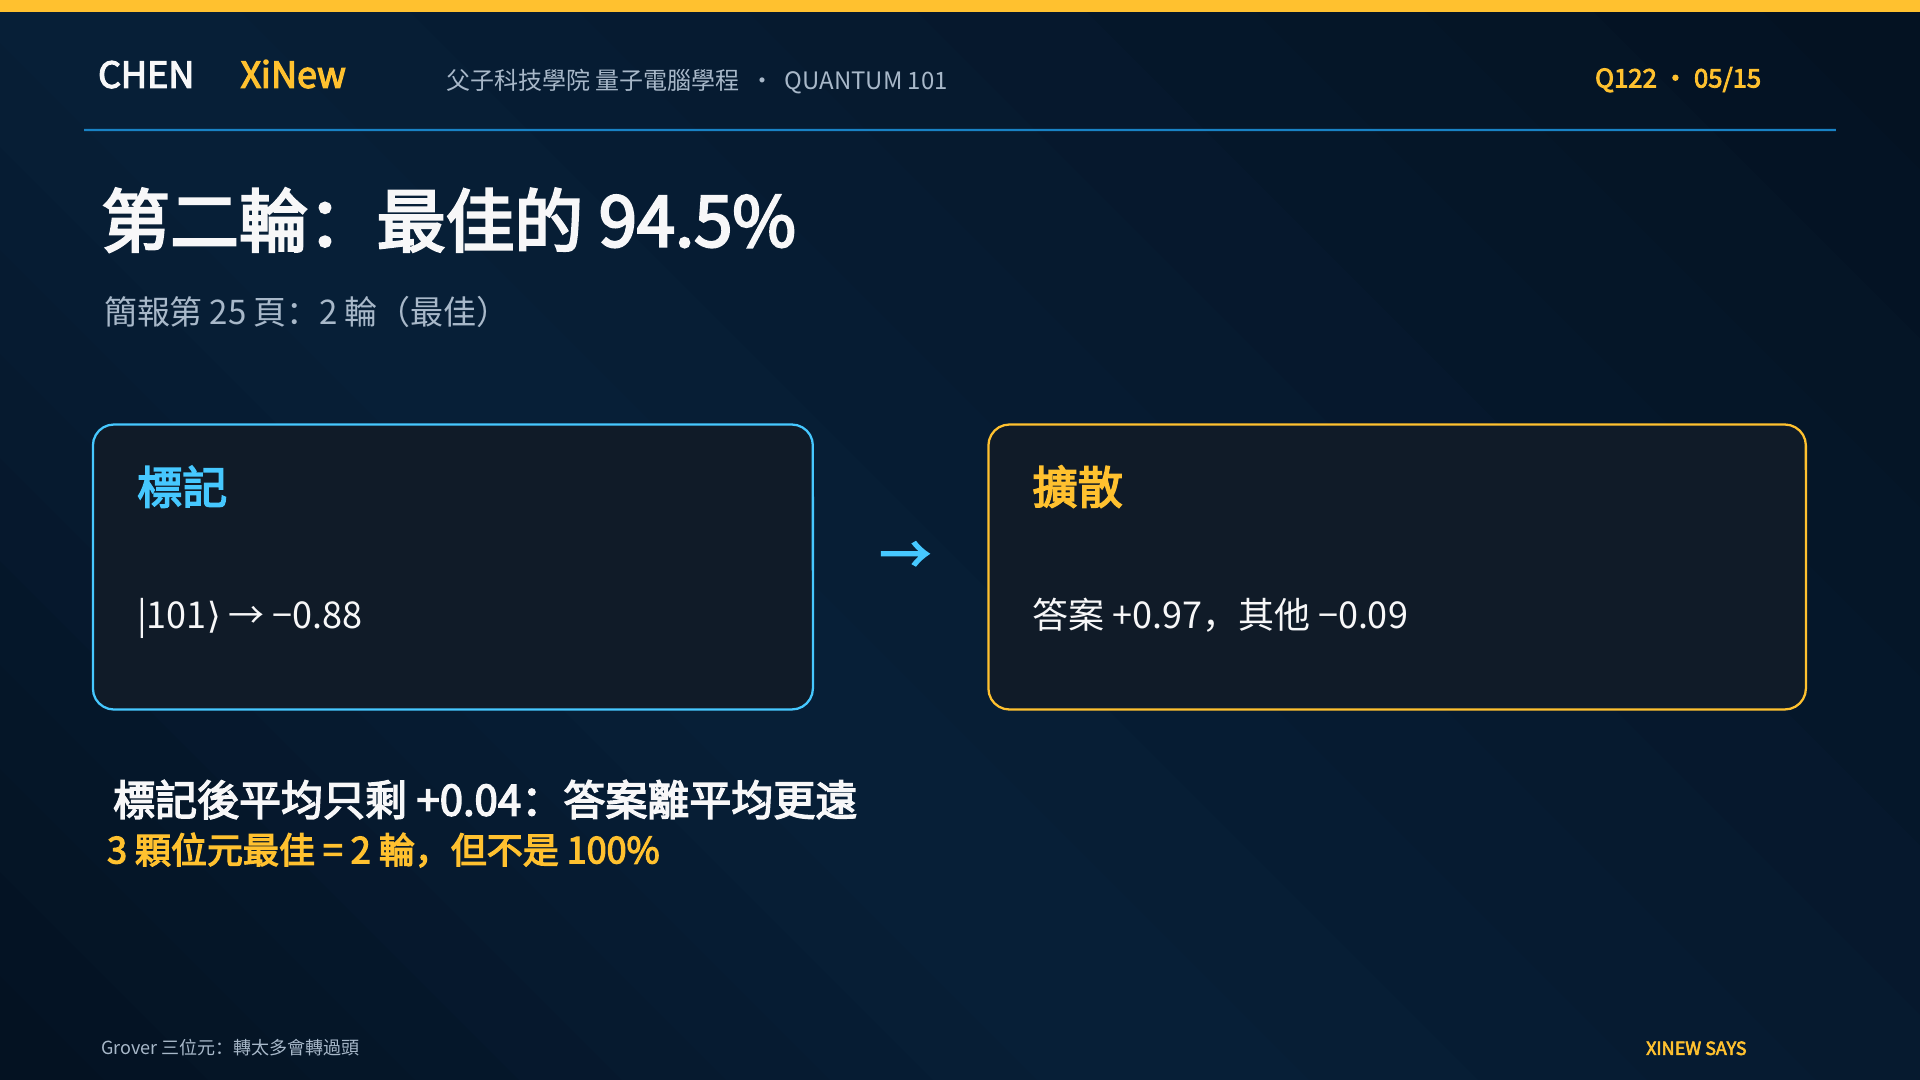 CHEN XiNew 父子科技學院 量子電腦學程 · QUANTUM 101 Q122 · 05/15
第二輪：最佳的 94.5%
簡報第 25 頁：2 輪（最佳）
標記
|101⟩ → −0.88
→
擴散
答案 +0.97，其他 −0.09
標記後平均只剩 +0.04：答案離平均更遠
3 顆位元最佳 = 2 輪，但不是 100%
Grover 三位元：轉太多會轉過頭
XINEW SAYS